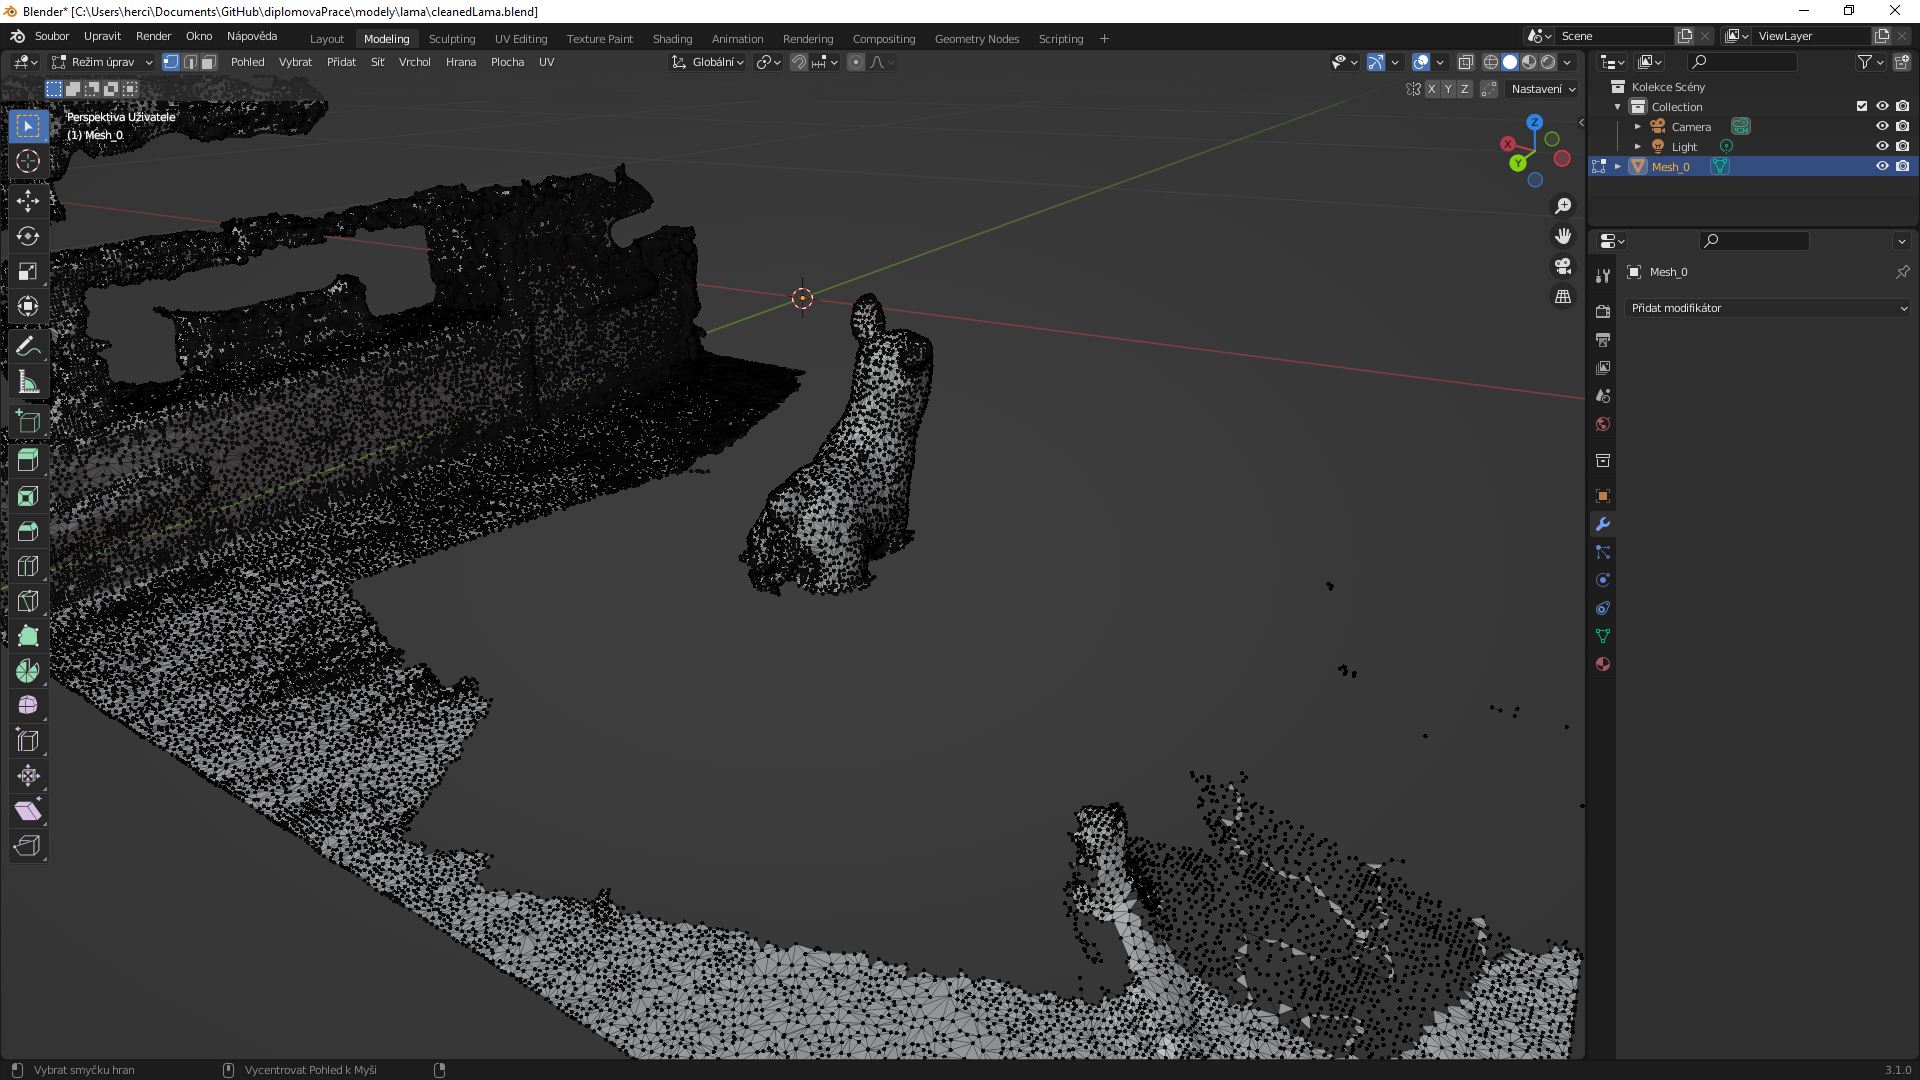 Blender* [C:\Users\herci\Documents\GitHub\diplomovaPrace\modely\lama\cleanedLama.blend]
Soubor Upravit Render Okno Nápověda Layout Modeling Sculpting UV Editing Texture Paint Shading Animation Rendering Compositing Geometry Nodes Scripting + Scene ViewLayer
Režim úprav Pohled Vybrat Přidat Síť Vrchol Hrana Plocha UV Globální
X Y Z Nastavení
Perspektiva Uživatele
(1) Mesh_0
Z
X
Y
Kolekce Scény
Collection
Camera
Light
Mesh_0
Mesh_0
Přidat modifikátor
Vybrat smyčku hran Vycentrovat Pohled k Myši 3.1.0